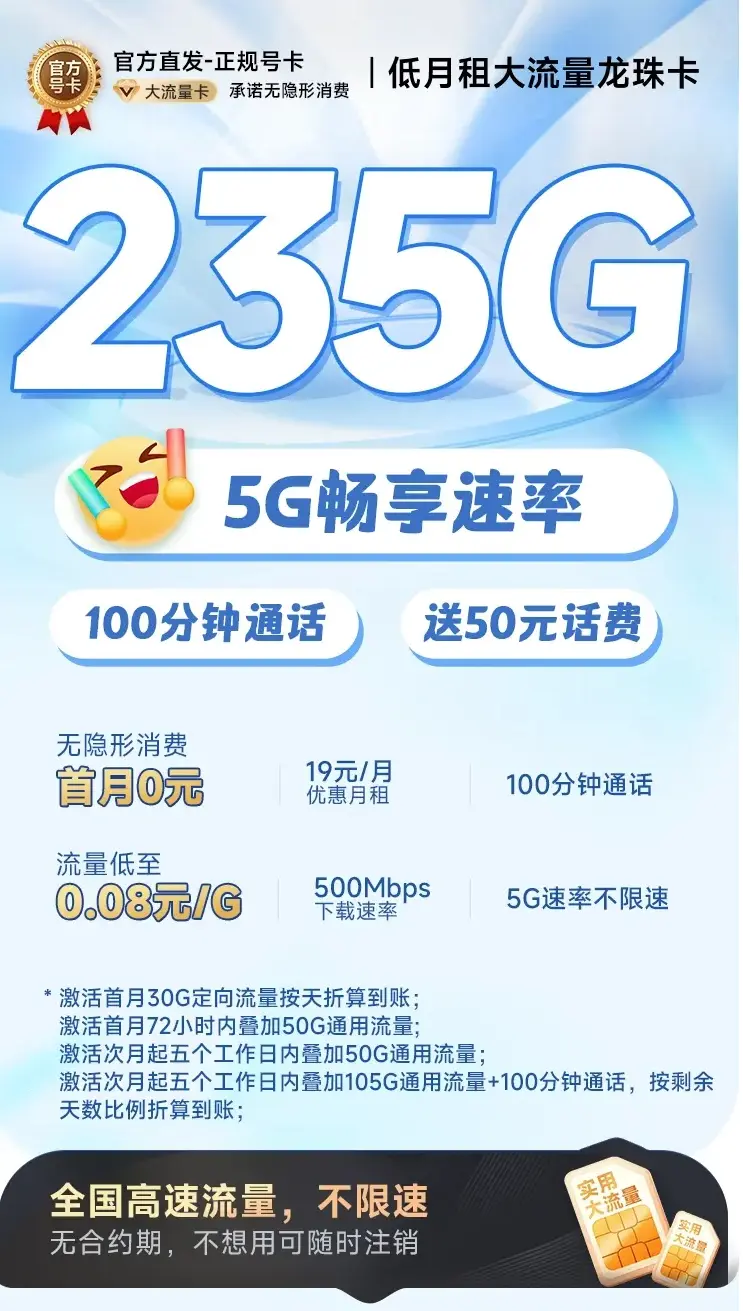 官方号卡
官方直发-正规号卡
大流量卡 承诺无隐形消费
| 低月租大流量龙珠卡
235G
5G畅享速率
100分钟通话 送50元话费
无隐形消费
首月0元
19元/月
优惠月租
100分钟通话
流量低至
0.08元/G
500Mbps
下载速率
5G速率不限速
* 激活首月30G定向流量按天折算到账;
激活首月72小时内叠加50G通用流量;
激活次月起五个工作日内叠加50G通用流量;
激活次月起五个工作日内叠加105G通用流量+100分钟通话，按剩余
天数比例折算到账;
全国高速流量，不限速
无合约期，不想用可随时注销
实用
大流量
实用
大流量